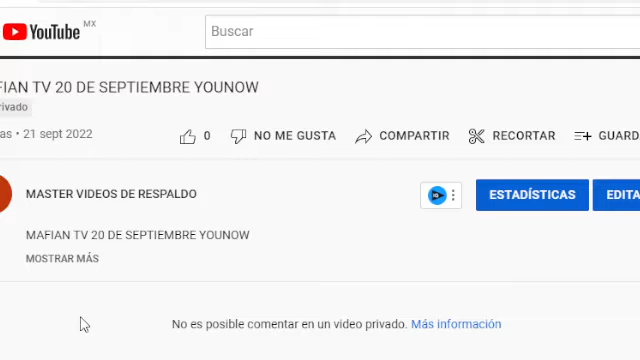 YouTube MX
Buscar
FIAN TV 20 DE SEPTIEMBRE YOUNOW
rivado
as • 21 sept 2022
0
NO ME GUSTA
COMPARTIR
RECORTAR
GUARD
MASTER VIDEOS DE RESPALDO
ESTADÍSTICAS
EDITA
MAFIAN TV 20 DE SEPTIEMBRE YOUNOW
MOSTRAR MÁS
No es posible comentar en un video privado. Más información